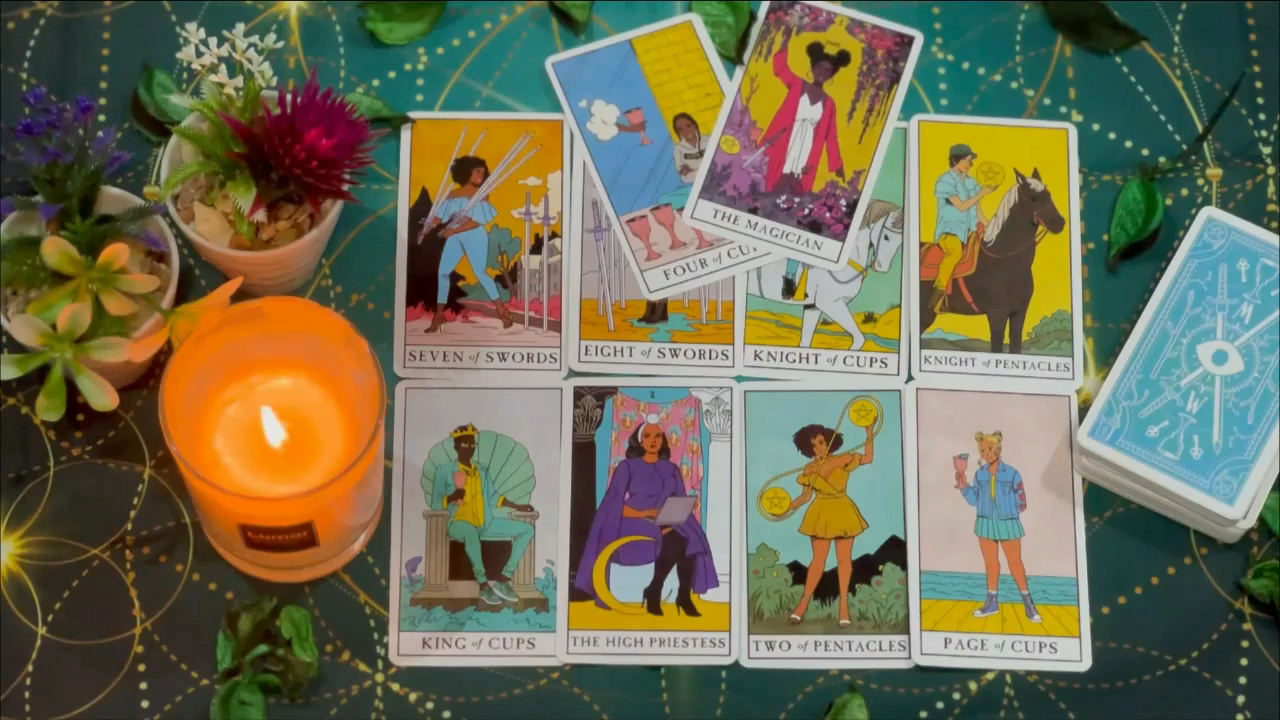 THE MAGICIAN
FOUR of CU
SEVEN of SWORDS
EIGHT of SWORDS
KNIGHT of CUPS
KNIGHT of PENTACLES
KING of CUPS
THE HIGH PRIESTESS
TWO of PENTACLES
PAGE of CUPS